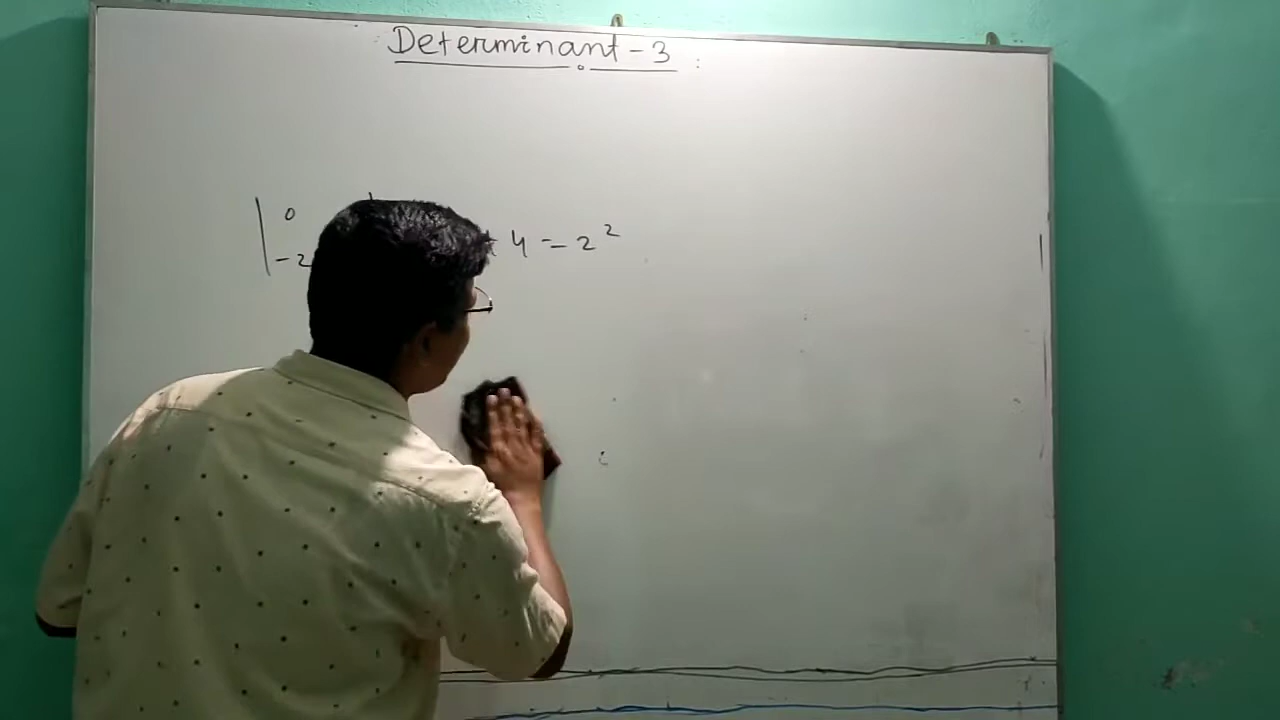 Determinant - 3
| 0
-2
4 = 2²